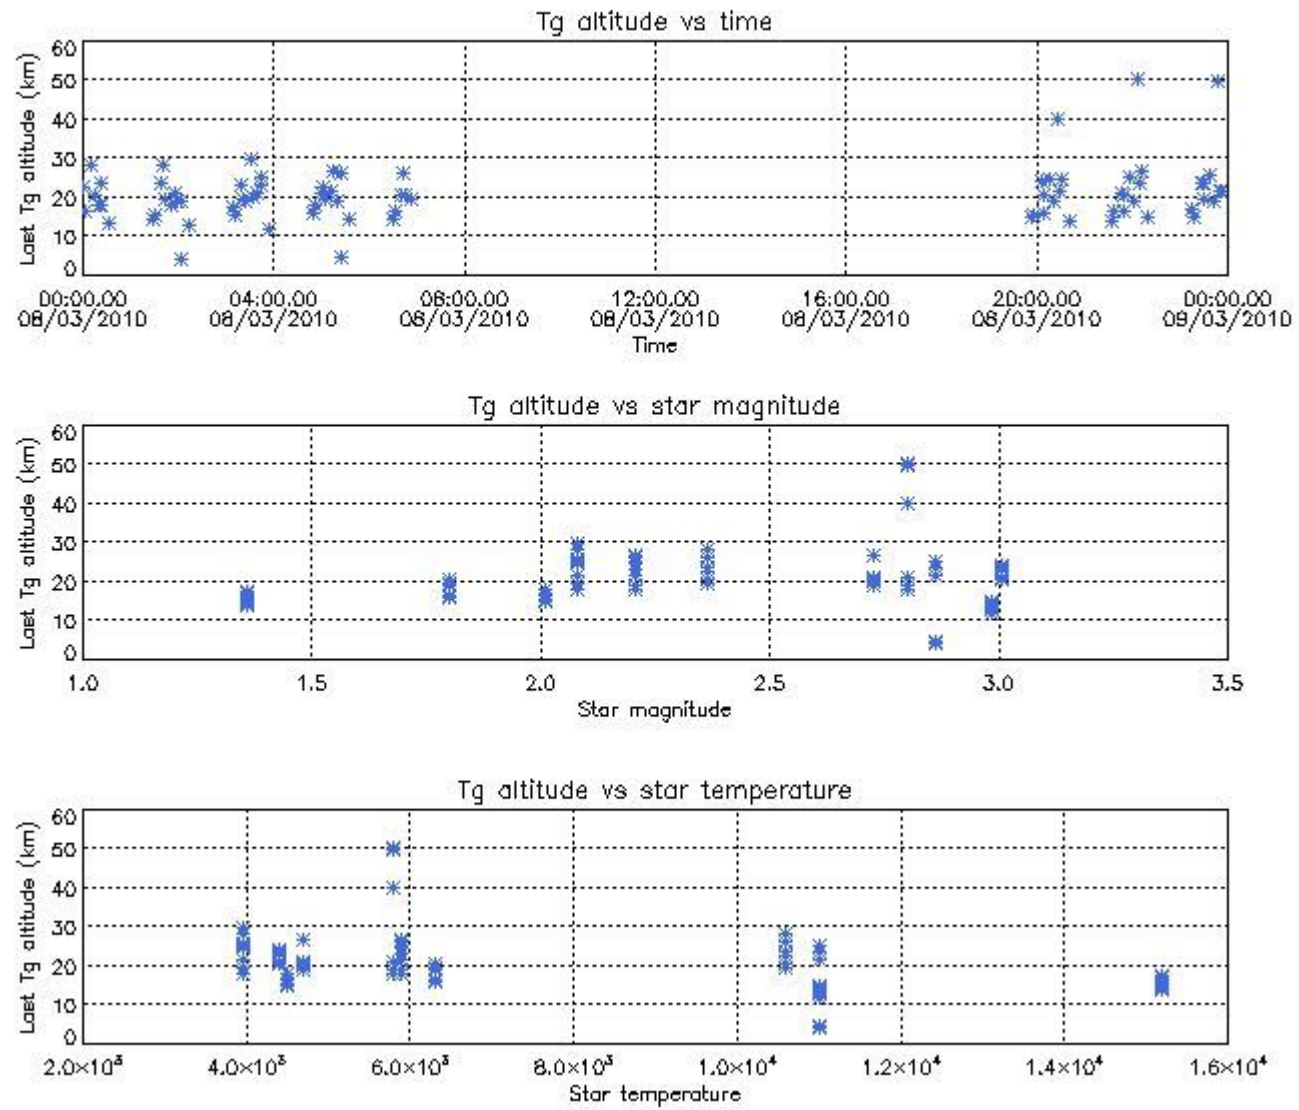 Tg altitude vs time
Last Tg altitude (km)
60
50
40
30
20
10
0
00:00.00 04:00.00 08:00.00 12:00.00 16:00.00 20:00.00 00:00.00
08/03/2010 08/03/2010 08/03/2010 08/03/2010 08/03/2010 08/03/2010 09/03/2010
Time
Tg altitude vs star magnitude
Last Tg altitude (km)
60
50
40
30
20
10
0
1.0 1.5 2.0 2.5 3.0 3.5
Star magnitude
Tg altitude vs star temperature
Last Tg altitude (km)
60
50
40
30
20
10
0
2.0×10³ 4.0×10³ 6.0×10³ 8.0×10³ 1.0×10⁴ 1.2×10⁴ 1.4×10⁴ 1.6×10⁴
Star temperature